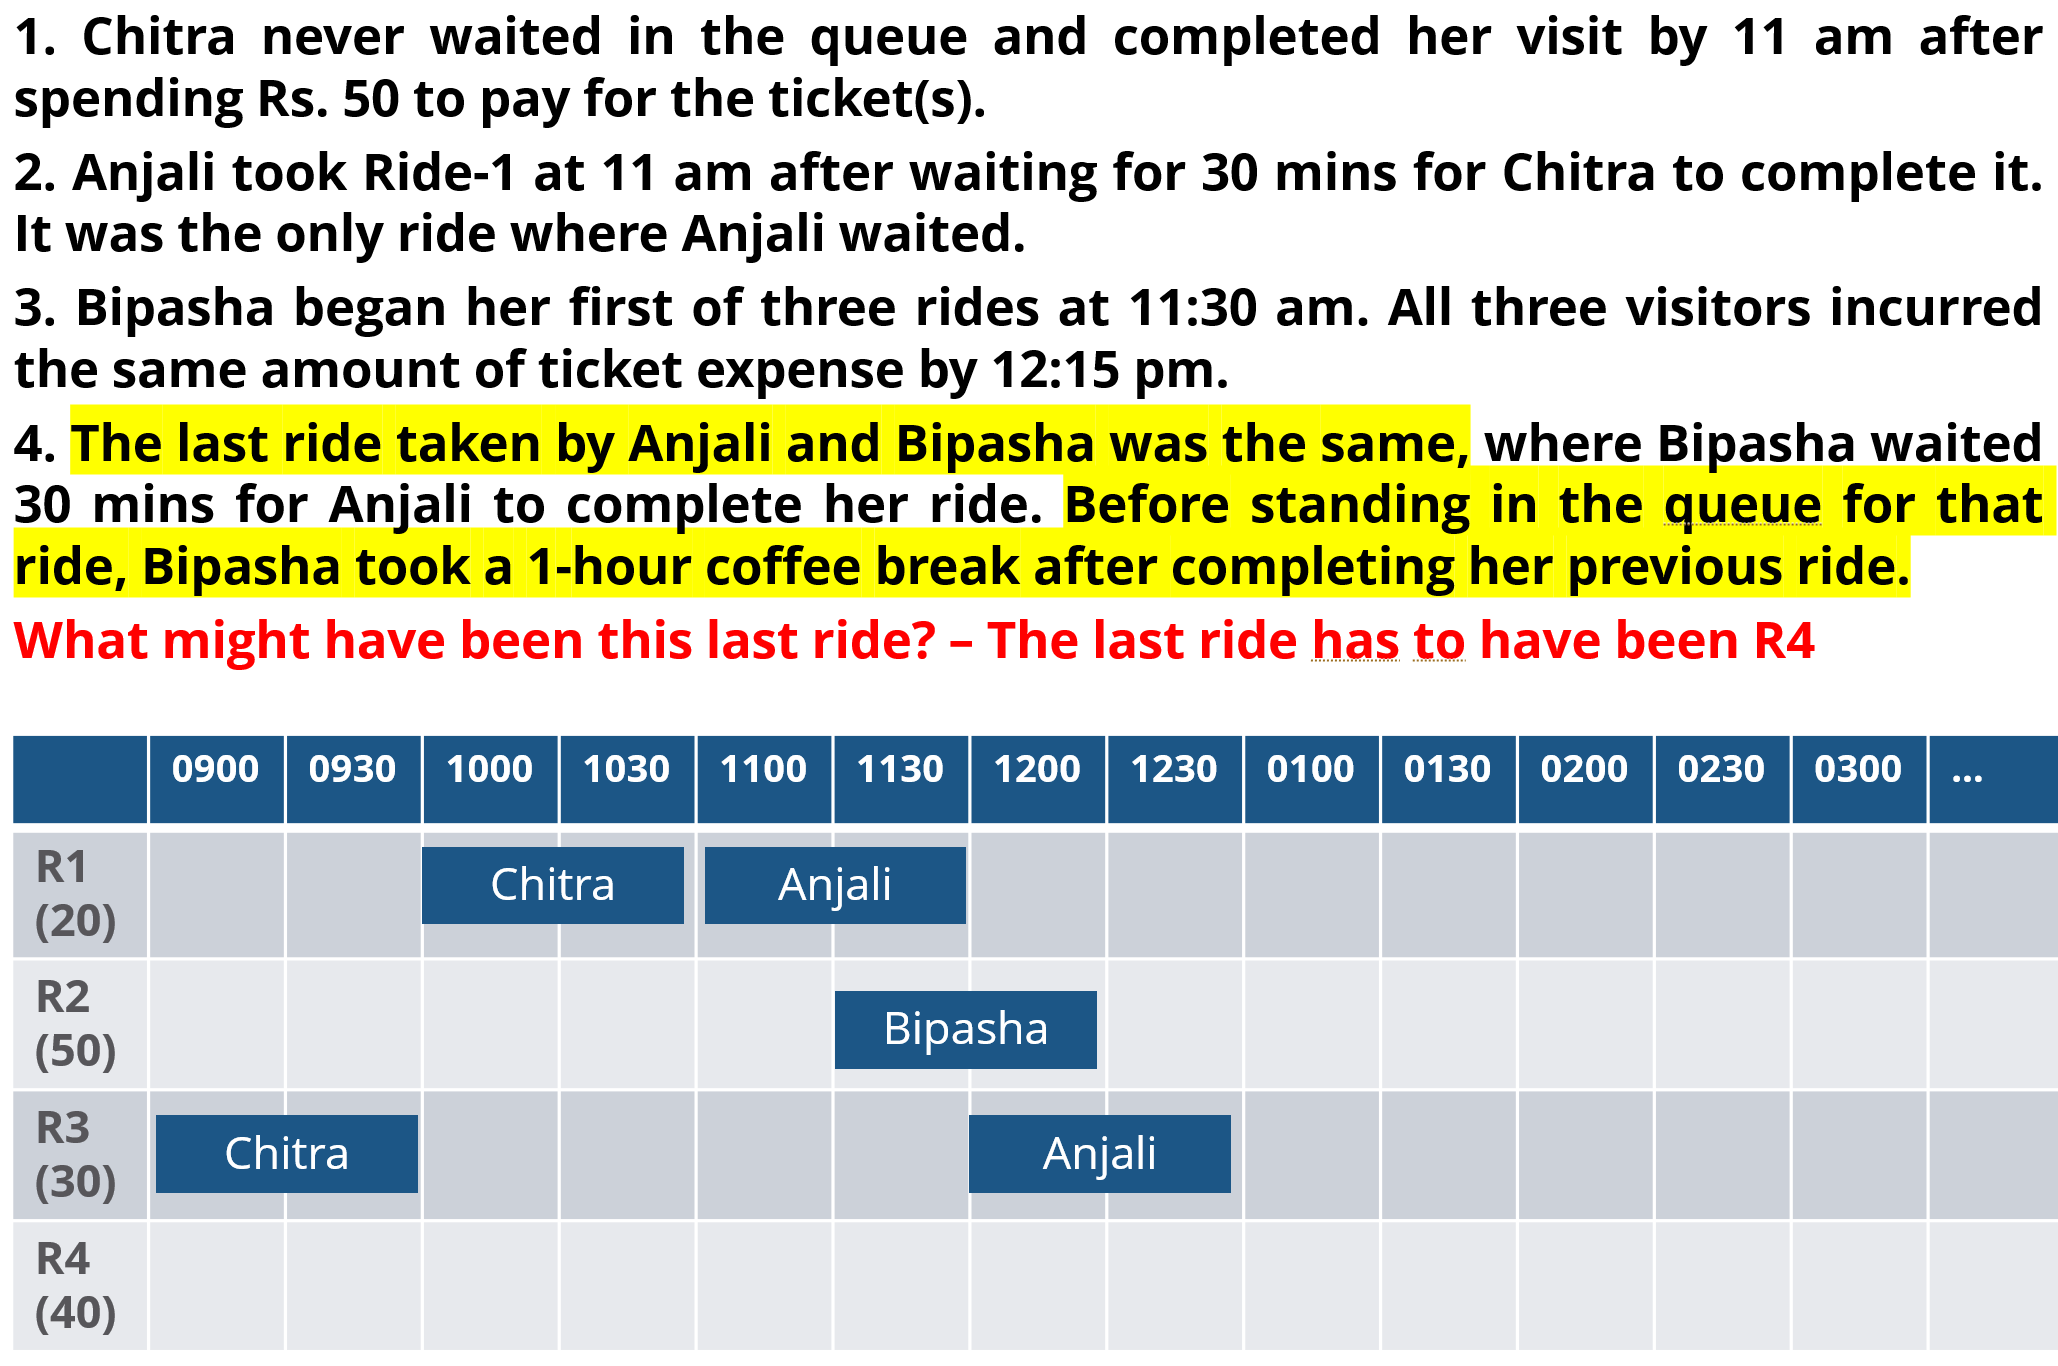 1. Chitra never waited in the queue and completed her visit by 11 am after
spending Rs. 50 to pay for the ticket(s).
2. Anjali took Ride-1 at 11 am after waiting for 30 mins for Chitra to complete it.
It was the only ride where Anjali waited.
3. Bipasha began her first of three rides at 11:30 am. All three visitors incurred
the same amount of ticket expense by 12:15 pm.
4. The last ride taken by Anjali and Bipasha was the same, where Bipasha waited
30 mins for Anjali to complete her ride. Before standing in the queue for that
ride, Bipasha took a 1-hour coffee break after completing her previous ride.
What might have been this last ride? – The last ride has to have been R4
0900 0930 1000 1030 1100 1130 1200 1230 0100 0130 0200 0230 0300 ...
R1
(20)
Chitra Anjali
R2
(50)
Bipasha
R3
(30)
Chitra Anjali
R4
(40)